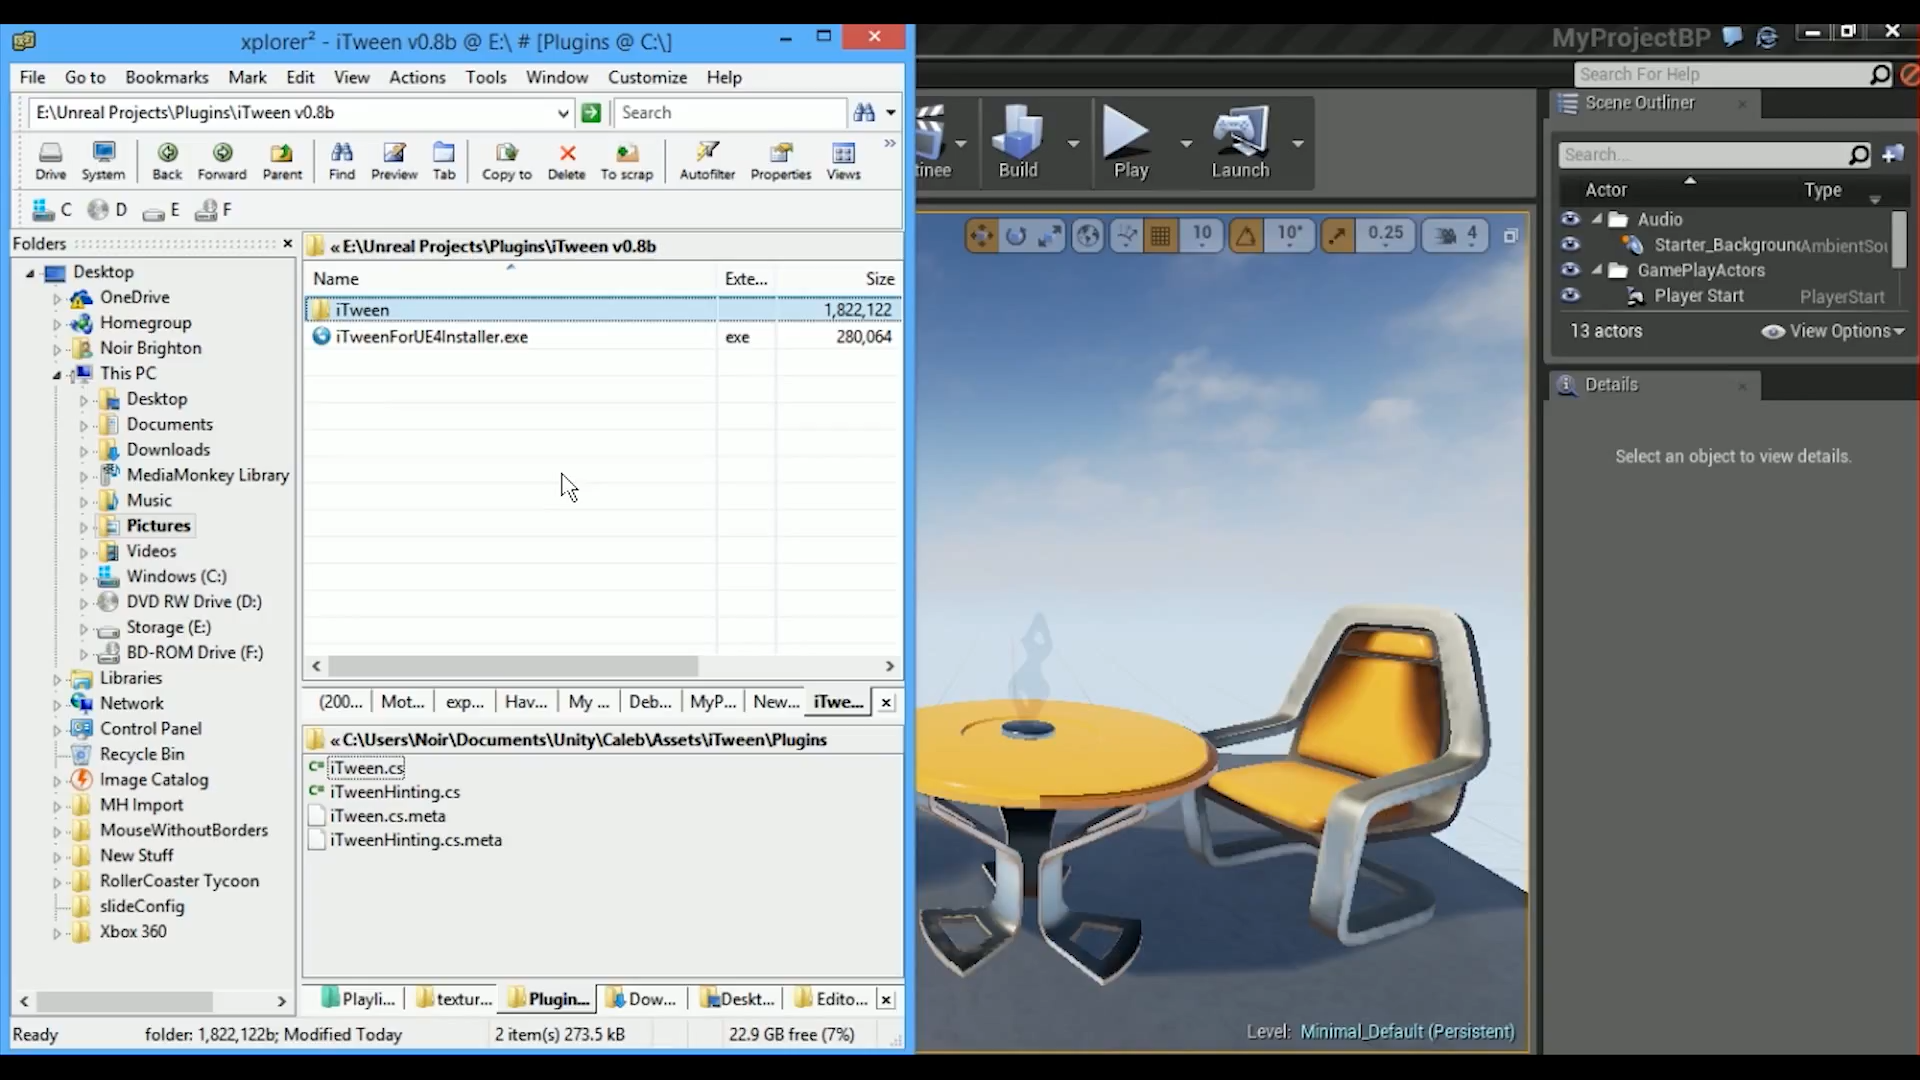 xplorer² - iTween v0.8b @ E:\ # [Plugins @ C:\]
File Go to Bookmarks Mark Edit View Actions Tools Window Customize Help
E:\Unreal Projects\Plugins\iTween v0.8b
Search
Drive System Back Forward Parent Find Preview Tab Copy to Delete To scrap Autofilter Properties Views
C D E F
Folders
Desktop
OneDrive
Homegroup
Noir Brighton
This PC
Desktop
Documents
Downloads
MediaMonkey Library
Music
Pictures
Videos
Windows (C:)
DVD RW Drive (D:)
Storage (E:)
BD-ROM Drive (F:)
Libraries
Network
Control Panel
Recycle Bin
Image Catalog
MH Import
MouseWithoutBorders
New Stuff
RollerCoaster Tycoon
slideConfig
Xbox 360
« E:\Unreal Projects\Plugins\iTween v0.8b
Name Exte... Size
iTween 1,822,122
iTweenForUE4Installer.exe exe 280,064
(200... Mot... exp... Hav... My ... Deb... MyP... New... iTwe...
« C:\Users\Noir\Documents\Unity\Caleb\Assets\iTween\Plugins
iTween.cs
iTweenHinting.cs
iTween.cs.meta
iTweenHinting.cs.meta
Playli... textur... Plugin... Dow... Deskt... Edito...
Ready folder: 1,822,122b; Modified Today 2 item(s) 273.5 kB 22.9 GB free (7%)
MyProjectBP
Search For Help
tinee Build Play Launch
10 10° 0.25 4
Level: Minimal_Default (Persistent)
Scene Outliner
Search...
Actor Type
Audio
Starter_Background AmbientSou
GamePlayActors
Player Start PlayerStart
13 actors View Options
Details
Select an object to view details.